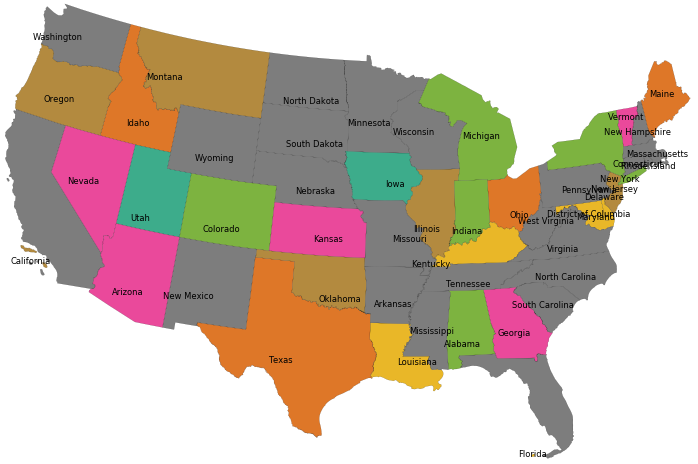 Washington
Montana
Maine
Oregon
North Dakota
Idaho
Minnesota
Vermont
Wisconsin
New Hampshire
Michigan
South Dakota
Massachusetts
Wyoming
Connecticut
Rhode Island
Nevada
New York
Iowa
Nebraska
Pennsylvania
New Jersey
Delaware
Utah
Ohio
District of Columbia
Maryland
West Virginia
Colorado
Illinois
Indiana
Kansas
Missouri
Virginia
California
Kentucky
North Carolina
Tennessee
Arizona
New Mexico
Oklahoma
Arkansas
South Carolina
Mississippi
Georgia
Alabama
Texas
Louisiana
Florida